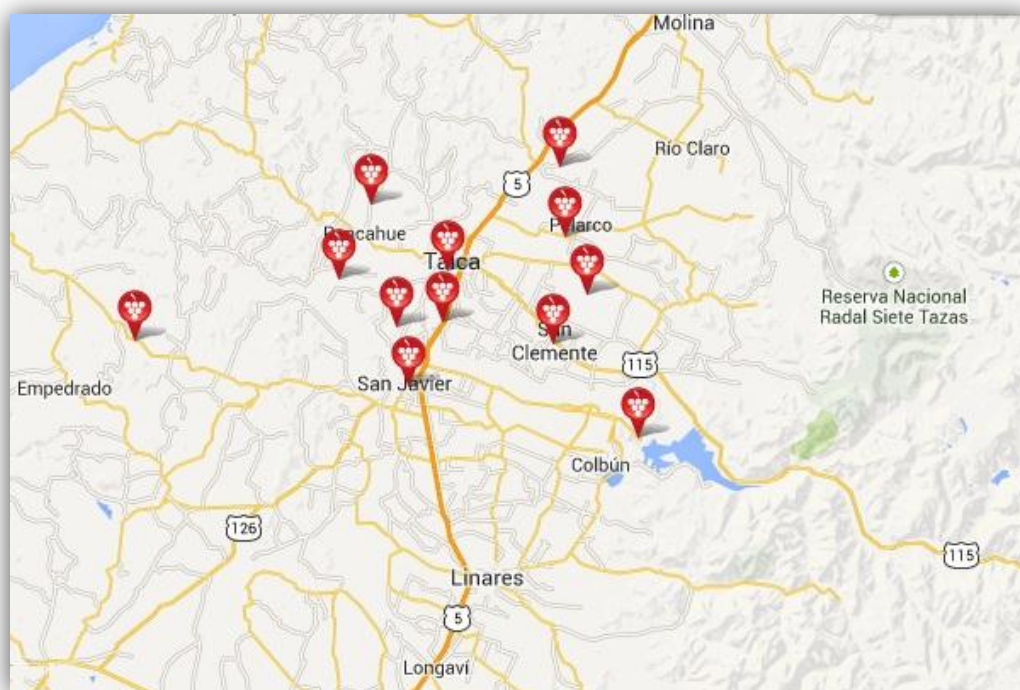 Molina
Río Claro
5
Pelarco
Pencahue
Talca
Reserva Nacional
Radal Siete Tazas
San
Clemente
115
San Javier
Empedrado
Colbún
126
115
Linares
5
Longaví